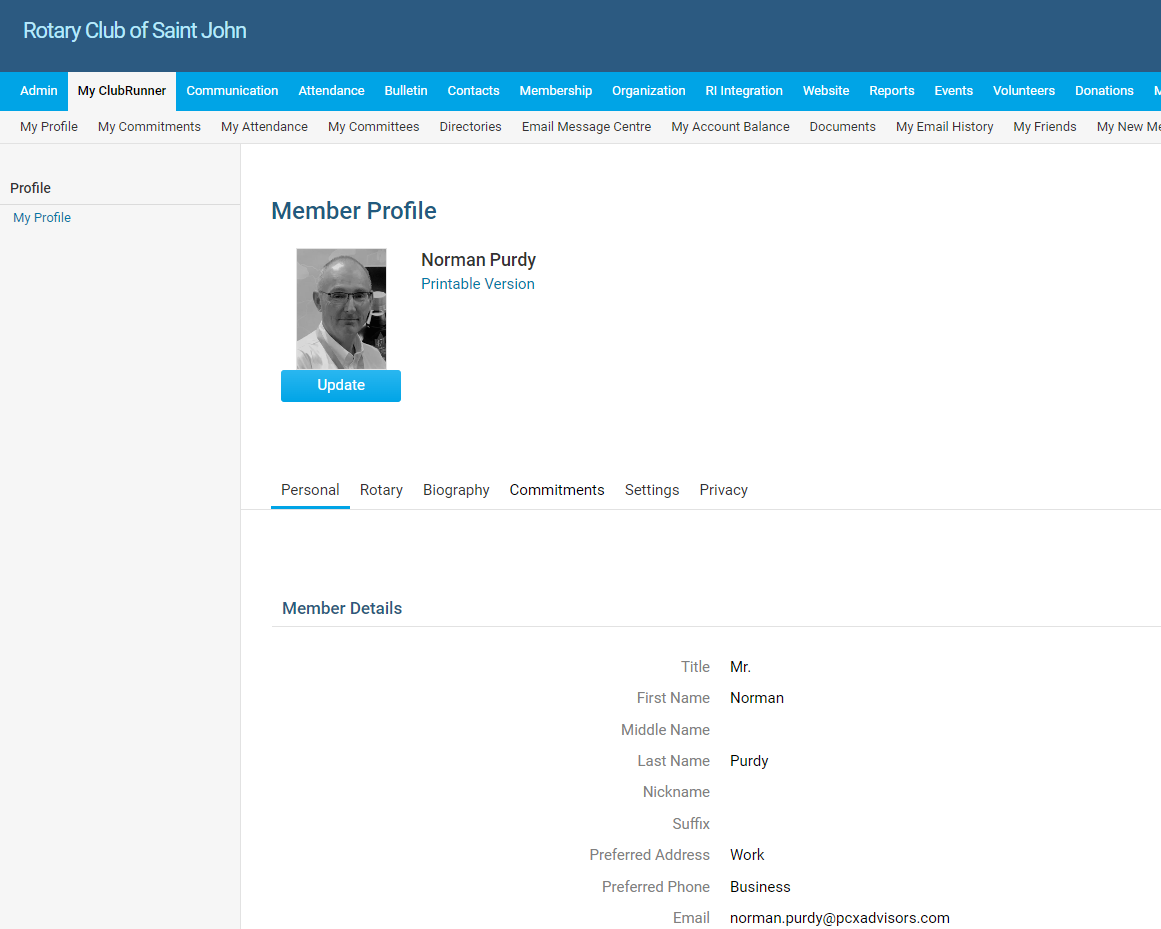 Rotary Club of Saint John
Admin My ClubRunner Communication Attendance Bulletin Contacts Membership Organization RI Integration Website Reports Events Volunteers Donations M
My Profile My Commitments My Attendance My Committees Directories Email Message Centre My Account Balance Documents My Email History My Friends My New Me
Profile
My Profile
Member Profile
Norman Purdy
Printable Version
Update
Personal Rotary Biography Commitments Settings Privacy
Member Details
Title Mr.
First Name Norman
Middle Name
Last Name Purdy
Nickname
Suffix
Preferred Address Work
Preferred Phone Business
Email norman.purdy@pcxadvisors.com